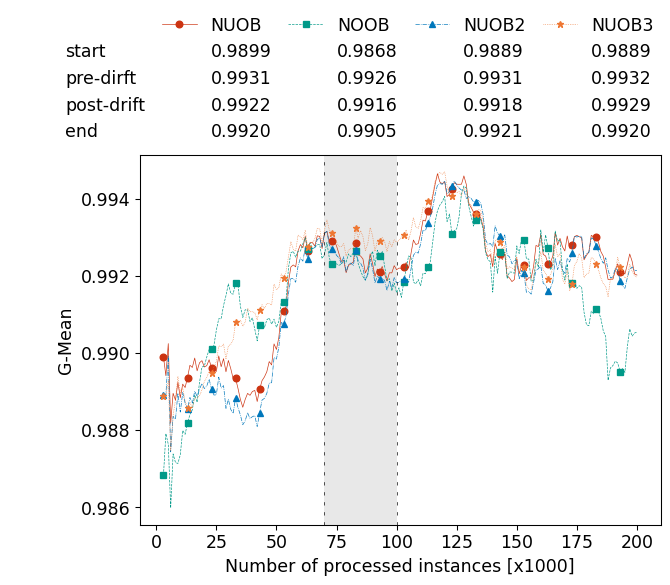 NUOB NOOB NUOB2 NUOB3
start 0.9899 0.9868 0.9889 0.9889
pre-dirft 0.9931 0.9926 0.9931 0.9932
post-drift 0.9922 0.9916 0.9918 0.9929
end 0.9920 0.9905 0.9921 0.9920
0.994
0.992
0.990
0.988
0.986
G-Mean
0 25 50 75 100 125 150 175 200
Number of processed instances [x1000]